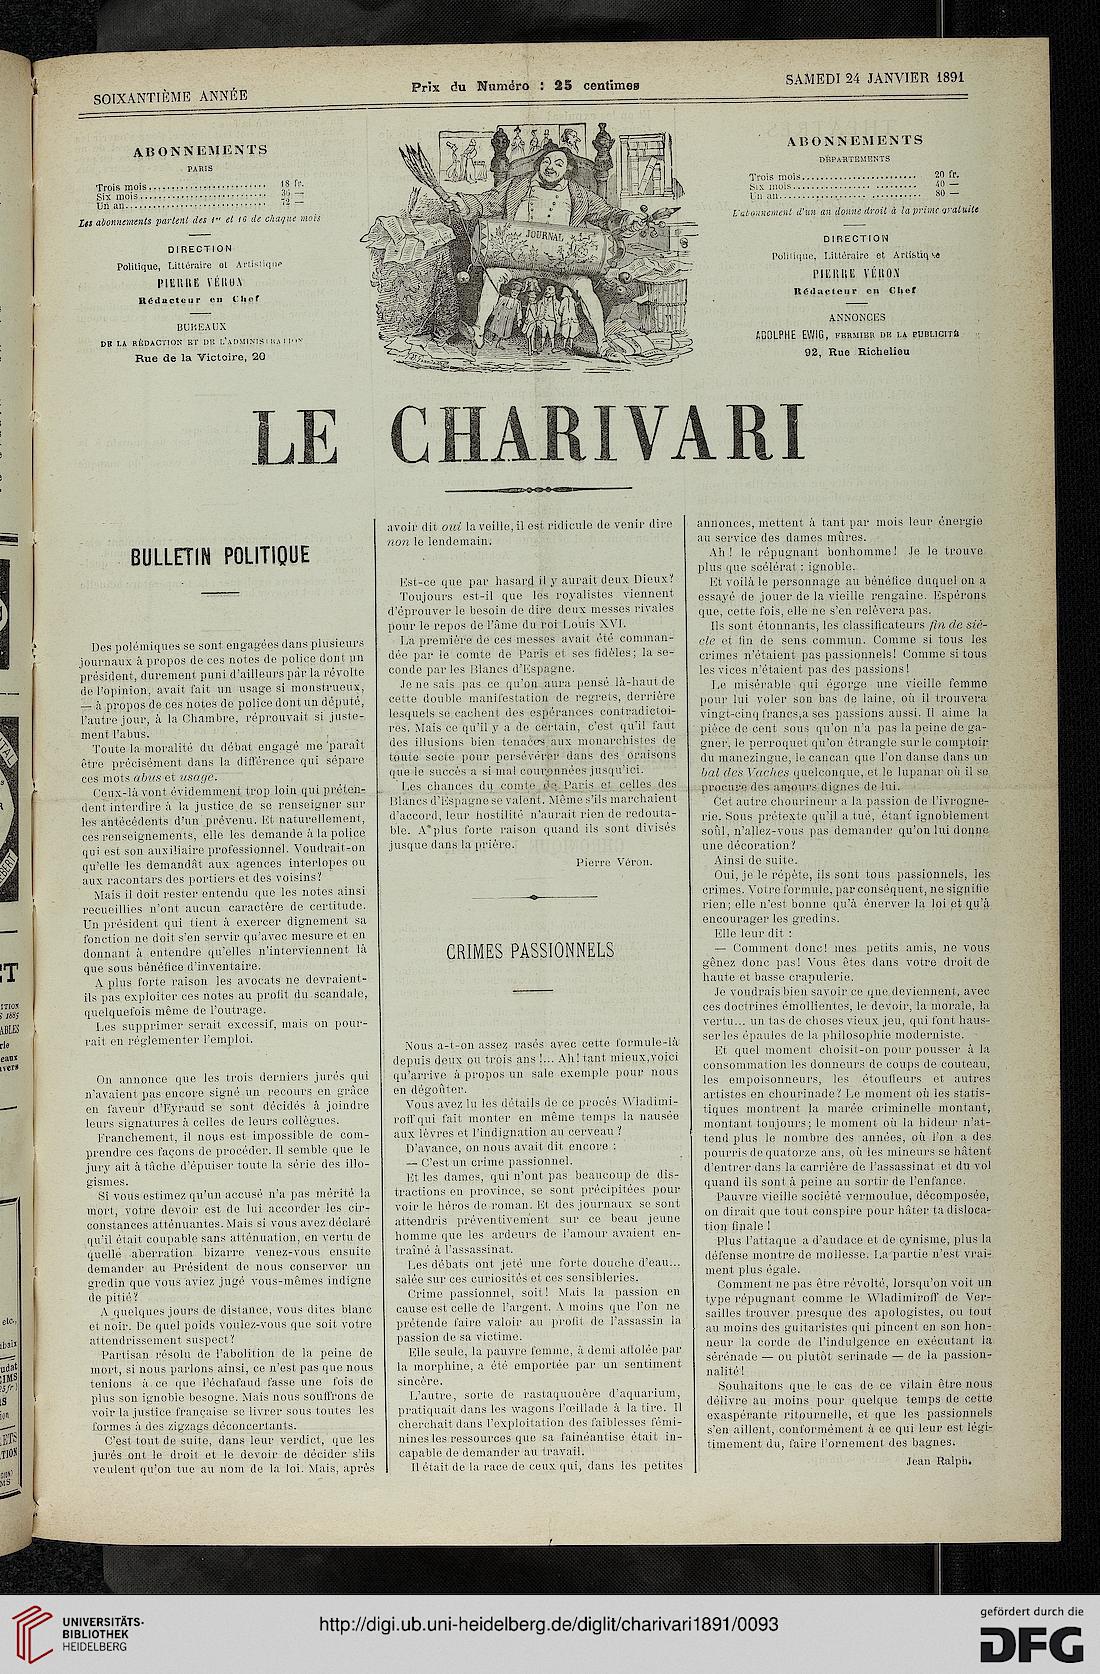 SOIXANTIÈME ANNÉE
Prix du Numéro : 25 centimes
SAMEDI 24 JANVIER 1891
ABONNEMENTS
PARIS
Trois mois........................ 18 fr.
Six mois........................ 36 —
Un an........................ 72 —
Les abonnements partent des 1er et 16 de chaque mois
DIRECTION
Politique, Littéraire et Artistique
PIERRE VÉRON
Rédacteur en Chef
BUREAUX
DE LA RÉDACTION ET DE L'ADMINISTRATION
Rue de la Victoire, 20
JOURNAL
ABONNEMENTS
DÉPARTEMENTS
Trois mois........................ 20 fr.
Six mois........................ 40 —
Un an........................ 80 —
L'abonnement d'un an donne droit à la prime gratuite
DIRECTION
Politique, Littéraire et Artistique
PIERRE VÉRON
Rédacteur en Chef
ANNONCES
ADOLPHE EWIG, FERMIER DE LA PUBLICITÉ
92, Rue Richelieu
LE CHARIVARI
BULLETIN POLITIQUE
Des polémiques se sont engagées dans plusieurs
journaux à propos de ces notes de police dont un
président, durement puni d'ailleurs par la révolte
de l'opinion, avait fait un usage si monstrueux,
— à propos de ces notes de police dont un député,
l'autre jour, à la Chambre, réprouvait si juste-
ment l'abus.
Toute la moralité du débat engagé me paraît
être précisément dans la différence qui sépare
ces mots abus et usage.
Ceux-là vont évidemment trop loin qui préten-
dent interdire à la justice de se renseigner sur
les antécédents d'un prévenu. Et naturellement,
ces renseignements, elle les demande à la police
qui est son auxiliaire professionnel. Voudrait-on
qu'elle les demandât aux agences interlopes ou
aux racontars des portiers et des voisins?
Mais il doit rester entendu que les notes ainsi
recueillies n'ont aucun caractère de certitude.
Un président qui tient à exercer dignement sa
fonction ne doit s'en servir qu'avec mesure et en
donnant à entendre qu'elles n'interviennent là
que sous bénéfice d'inventaire.
A plus forte raison les avocats ne devraient-
ils pas exploiter ces notes au profit du scandale,
quelquefois même de l'outrage.
Les supprimer serait excessif, mais on pour-
rait en réglementer l'emploi.
On annonce que les trois derniers jurés qui
n'avaient pas encore signé un recours en grâce
en faveur d'Eyraud se sont décidés à joindre
leurs signatures à celles de leurs collègues.
Franchement, il nous est impossible de com-
prendre ces façons de procéder. Il semble que le
jury ait à tâche d'épuiser toute la série des illo-
gismes.
Si vous estimez qu'un accusé n'a pas mérité la
mort, votre devoir est de lui accorder les cir-
constances atténuantes. Mais si vous avez déclaré
qu'il était coupable sans atténuation, en vertu de
quelle aberration bizarre venez-vous ensuite
demander au Président de nous conserver un
gredin que vous aviez jugé vous-mêmes indigne
de pitié?
A quelques jours de distance, vous dites blanc
et noir. De quel poids voulez-vous que soit votre
attendrissement suspect?
Partisan résolu de l'abolition de la peine de
mort, si nous parlons ainsi, ce n'est pas que nous
tenions à ce que l'échafaud fasse une fois de
plus son ignoble besogne. Mais nous souffrons de
voir la justice française se livrer sous toutes les
formes à des zigzags déconcertants.
C'est tout de suite, dans leur verdict, que les
jurés ont le droit et le devoir de décider s'ils
veulent qu'on tue au nom de la loi. Mais, après
avoir dit oui la veille, il est ridicule de venir dire
non le lendemain.
Est-ce que par hasard il y aurait deux Dieux?
Toujours est-il que les royalistes viennent
d'éprouver le besoin de dire deux messes rivales
pour le repos de l'âme du roi Louis XVI.
La première de ces messes avait été comman-
dée par le comte de Paris et ses fidèles; la se-
conde par les Blancs d'Espagne.
Je ne sais pas ce qu'on aura pensé là-haut de
cette double manifestation de regrets, derrière
lesquels se cachent des espérances contradictoi-
res. Mais ce qu'il y a de certain, c'est qu'il faut
des illusions bien tenaces aux monarchistes de
toute secte pour persévérer dans des oraisons
que le succès a si mal couronnées jusqu'ici.
Les chances du comte de Paris et celles des
Blancs d'Espagne se valent. Même s'ils marchaient
d'accord, leur hostilité n'aurait rien de redouta-
ble. A plus forte raison quand ils sont divisés
jusque dans la prière.
Pierre Véron.
CRIMES PASSIONNELS
Nous a-t-on assez rasés avec cette formule-là
depuis deux ou trois ans!... Ah! tant mieux, voici
qu'arrive à propos un sale exemple pour nous
en dégoûter.
Vous avez lu les détails de ce procès Wladimi-
roff qui fait monter en même temps la nausée
aux lèvres et l'indignation au cerveau?
D'avance, on nous avait dit encore :
— C'est un crime passionnel.
Et les dames, qui n'ont pas beaucoup de dis-
tractions en province, se sont précipitées pour
voir le héros de roman. Et des journaux se sont
attendris préventivement sur ce beau jeune
homme que les ardeurs de l'amour avaient en-
traîné à l'assassinat.
Les débats ont jeté une forte douche d'eau...
salée sur ces curiosités et ces sensibleries.
Crime passionnel, soit! Mais la passion en
cause est celle de l'argent. A moins que l'on ne
prétende faire valoir au profit de l'assassin la
passion de sa victime.
Elle seule, la pauvre femme, à demi affolée par
la morphine, a été emportée par un sentiment
sincère.
L'autre, sorte de rastaquouère d'aquarium,
pratiquait dans les wagons l'œillade à la tire. Il
cherchait dans l'exploitation des faiblesses fémi-
nines les ressources que sa fainéantise était in-
capable de demander au travail.
Il était de la race de ceux qui, dans les petites
annonces, mettent à tant par mois leur énergie
au service des dames mûres.
Ah! le répugnant bonhomme! Je le trouve
plus que scélérat : ignoble.
Et voilà le personnage au bénéfice duquel on a
essayé de jouer de la vieille rengaine. Espérons
que, cette fois, elle ne s'en relèvera pas.
Ils sont étonnants, les classificateurs fin de siè-
cle et fin de sens commun. Comme si tous les
crimes n'étaient pas passionnels! Comme si tous
les vices n'étaient pas des passions!
Le misérable qui égorge une vieille femme
pour lui voler son bas de laine, où il trouvera
vingt-cinq francs, a ses passions aussi. Il aime la
pièce de cent sous qu'on n'a pas la peine de ga-
gner, le perroquet qu'on étrangle sur le comptoir
du manezingue, le cancan que l'on danse dans un
bal des Vaches quelconque, et le lupanar où il se
procure des amours dignes de lui.
Cet autre chourineur a la passion de l'ivrogne-
rie. Sous prétexte qu'il a tué, étant ignoblement
soûl, n'allez-vous pas demander qu'on lui donne
une décoration?
Ainsi de suite.
Oui, je le répète, ils sont tous passionnels, les
crimes. Votre formule, par conséquent, ne signifie
rien; elle n'est bonne qu'à énerver la loi et qu'à
encourager les gredins.
Elle leur dit :
— Comment donc! mes petits amis, ne vous
gênez donc pas! Vous êtes dans votre droit de
haute et basse crapulerie.
Je voudrais bien savoir ce que deviennent, avec
ces doctrines émollientes, le devoir, la morale, la
vertu... un tas de choses vieux jeu, qui font haus-
ser les épaules de la philosophie moderniste.
Et quel moment choisit-on pour pousser à la
consommation les donneurs de coups de couteau,
les empoisonneurs, les étouffeurs et autres
artistes en chourinade? Le moment où les statis-
tiques montrent la marée criminelle montant,
montant toujours; le moment où la hideur n'at-
tend plus le nombre des années, où l'on a des
pourris de quatorze ans, où les mineurs se hâtent
d'entrer dans la carrière de l'assassinat et du vol
quand ils sont à peine au sortir de l'enfance.
Pauvre vieille société vermoulue, décomposée,
on dirait que tout conspire pour hâter ta disloca-
tion finale!
Plus l'attaque a d'audace et de cynisme, plus la
défense montre de mollesse. La partie n'est vrai-
ment plus égale.
Comment ne pas être révolté, lorsqu'on voit un
type répugnant comme le Wladimiroff de Ver-
sailles trouver presque des apologistes, ou tout
au moins des guitaristes qui pincent en son hon-
neur la corde de l'indulgence en exécutant la
sérénade — ou plutôt serinade — de la passion-
nalité!
Souhaitons que le cas de ce vilain être nous
délivre au moins pour quelque temps de cette
exaspérante ritournelle, et que les passionnels
s'en aillent, conformément à ce qui leur est légi-
timement du, faire l'ornement des bagnes.
Jean Ralph.
UNIVERSITÄTS-
BIBLIOTHEK
HEIDELBERG
http://digi.ub.uni-heidelberg.de/diglit/charivari1891/0093
gefördert durch die
DFG